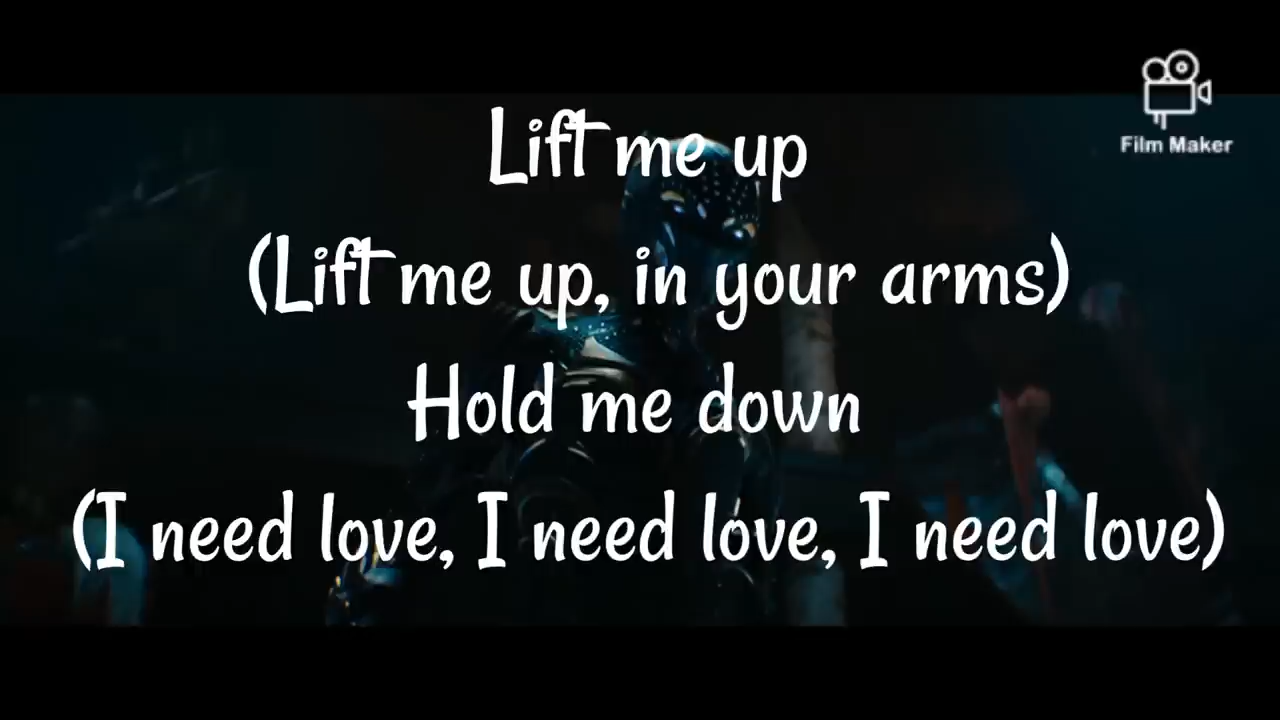 Film Maker
Lift me up
(Lift me up, in your arms)
Hold me down
(I need love, I need love, I need love)